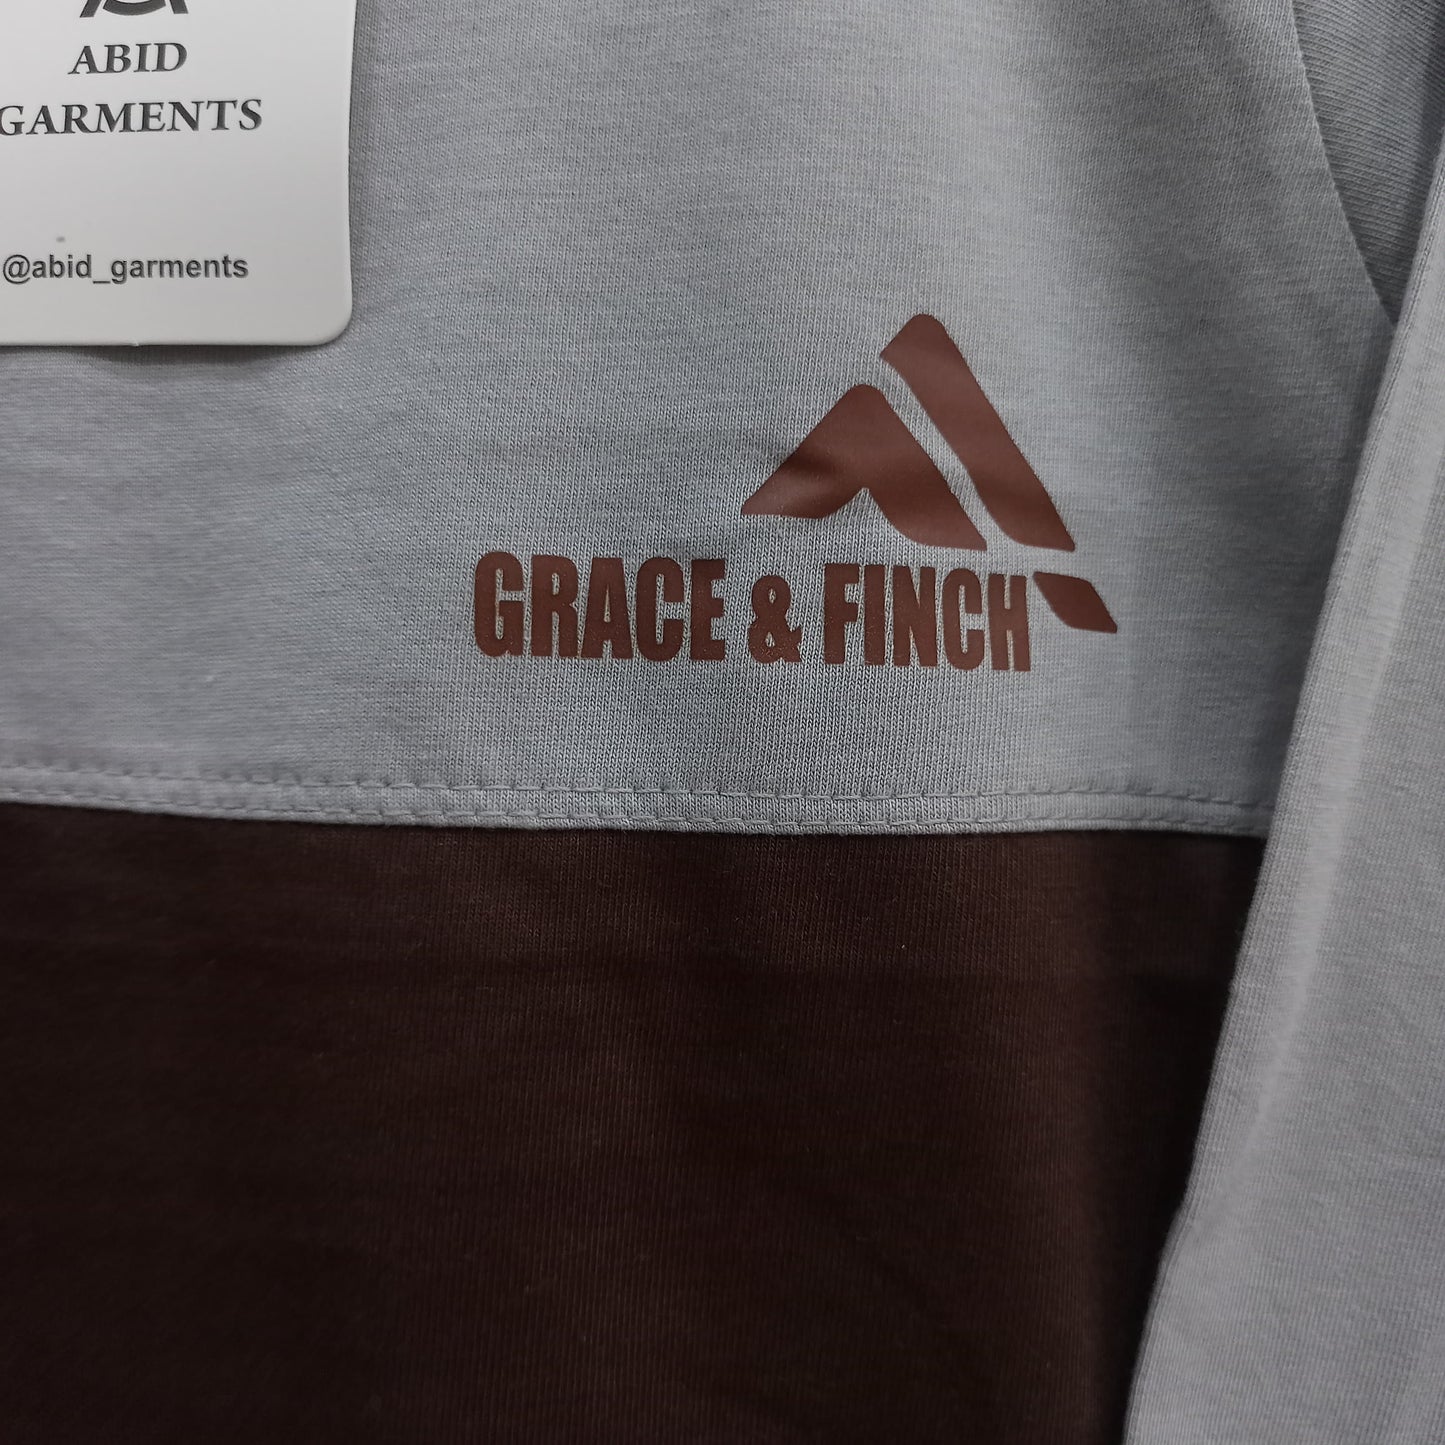 ABID
GARMENTS
@abid_garments
GRACE & FINCH